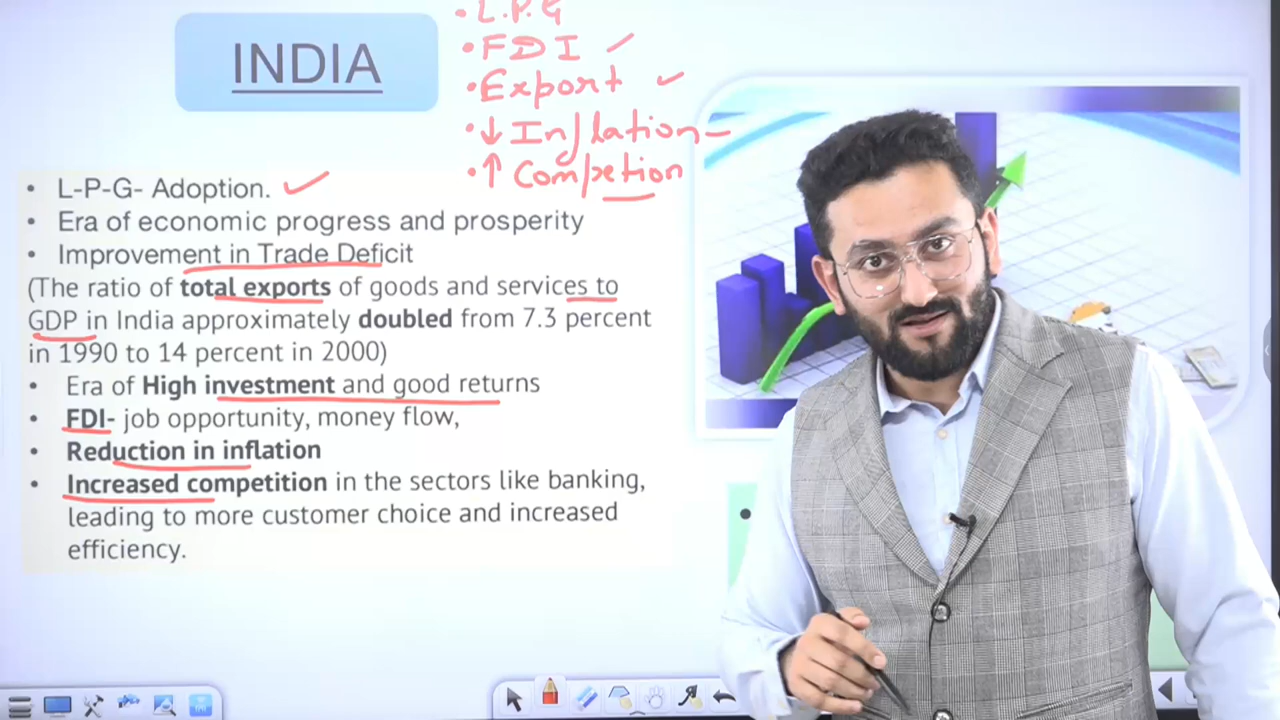 INDIA
• L.P.G
• FDI ✓
• Export ✓
• ↓ Inflation –
• ↑ Competion
• L-P-G- Adoption. ✓
• Era of economic progress and prosperity
• Improvement in Trade Deficit
(The ratio of total exports of goods and services to
GDP in India approximately doubled from 7.3 percent
in 1990 to 14 percent in 2000)
• Era of High investment and good returns
• FDI- job opportunity, money flow,
• Reduction in inflation
• Increased competition in the sectors like banking,
leading to more customer choice and increased
efficiency.